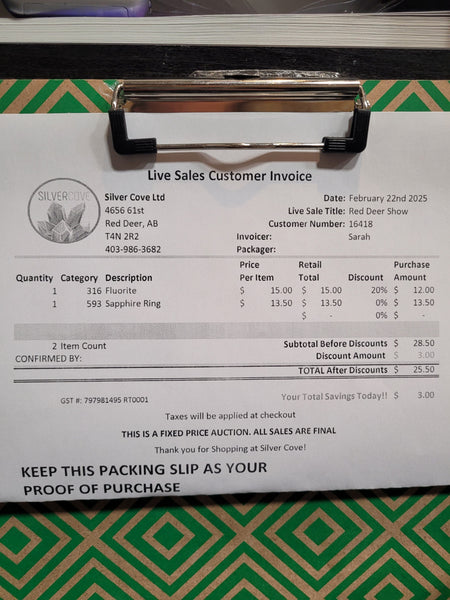 Live Sales Customer Invoice
SILVERCOVE
Silver Cove Ltd
4656 61st
Red Deer, AB
T4N 2R2
403-986-3682
Date: February 22nd 2025
Live Sale Title: Red Deer Show
Customer Number: 16418
Invoicer: Sarah
Packager:
Quantity Category Description Price Per Item Retail Total Discount Purchase Amount
1 316 Fluorite $ 15.00 $ 15.00 20% $ 12.00
1 593 Sapphire Ring $ 13.50 $ 13.50 0% $ 13.50
$ - 0% $ -
2 Item Count Subtotal Before Discounts $ 28.50
CONFIRMED BY: Discount Amount $ 3.00
TOTAL After Discounts $ 25.50
GST #: 797981495 RT0001 Your Total Savings Today!! $ 3.00
Taxes will be applied at checkout
THIS IS A FIXED PRICE AUCTION. ALL SALES ARE FINAL
Thank you for Shopping at Silver Cove!
KEEP THIS PACKING SLIP AS YOUR
PROOF OF PURCHASE